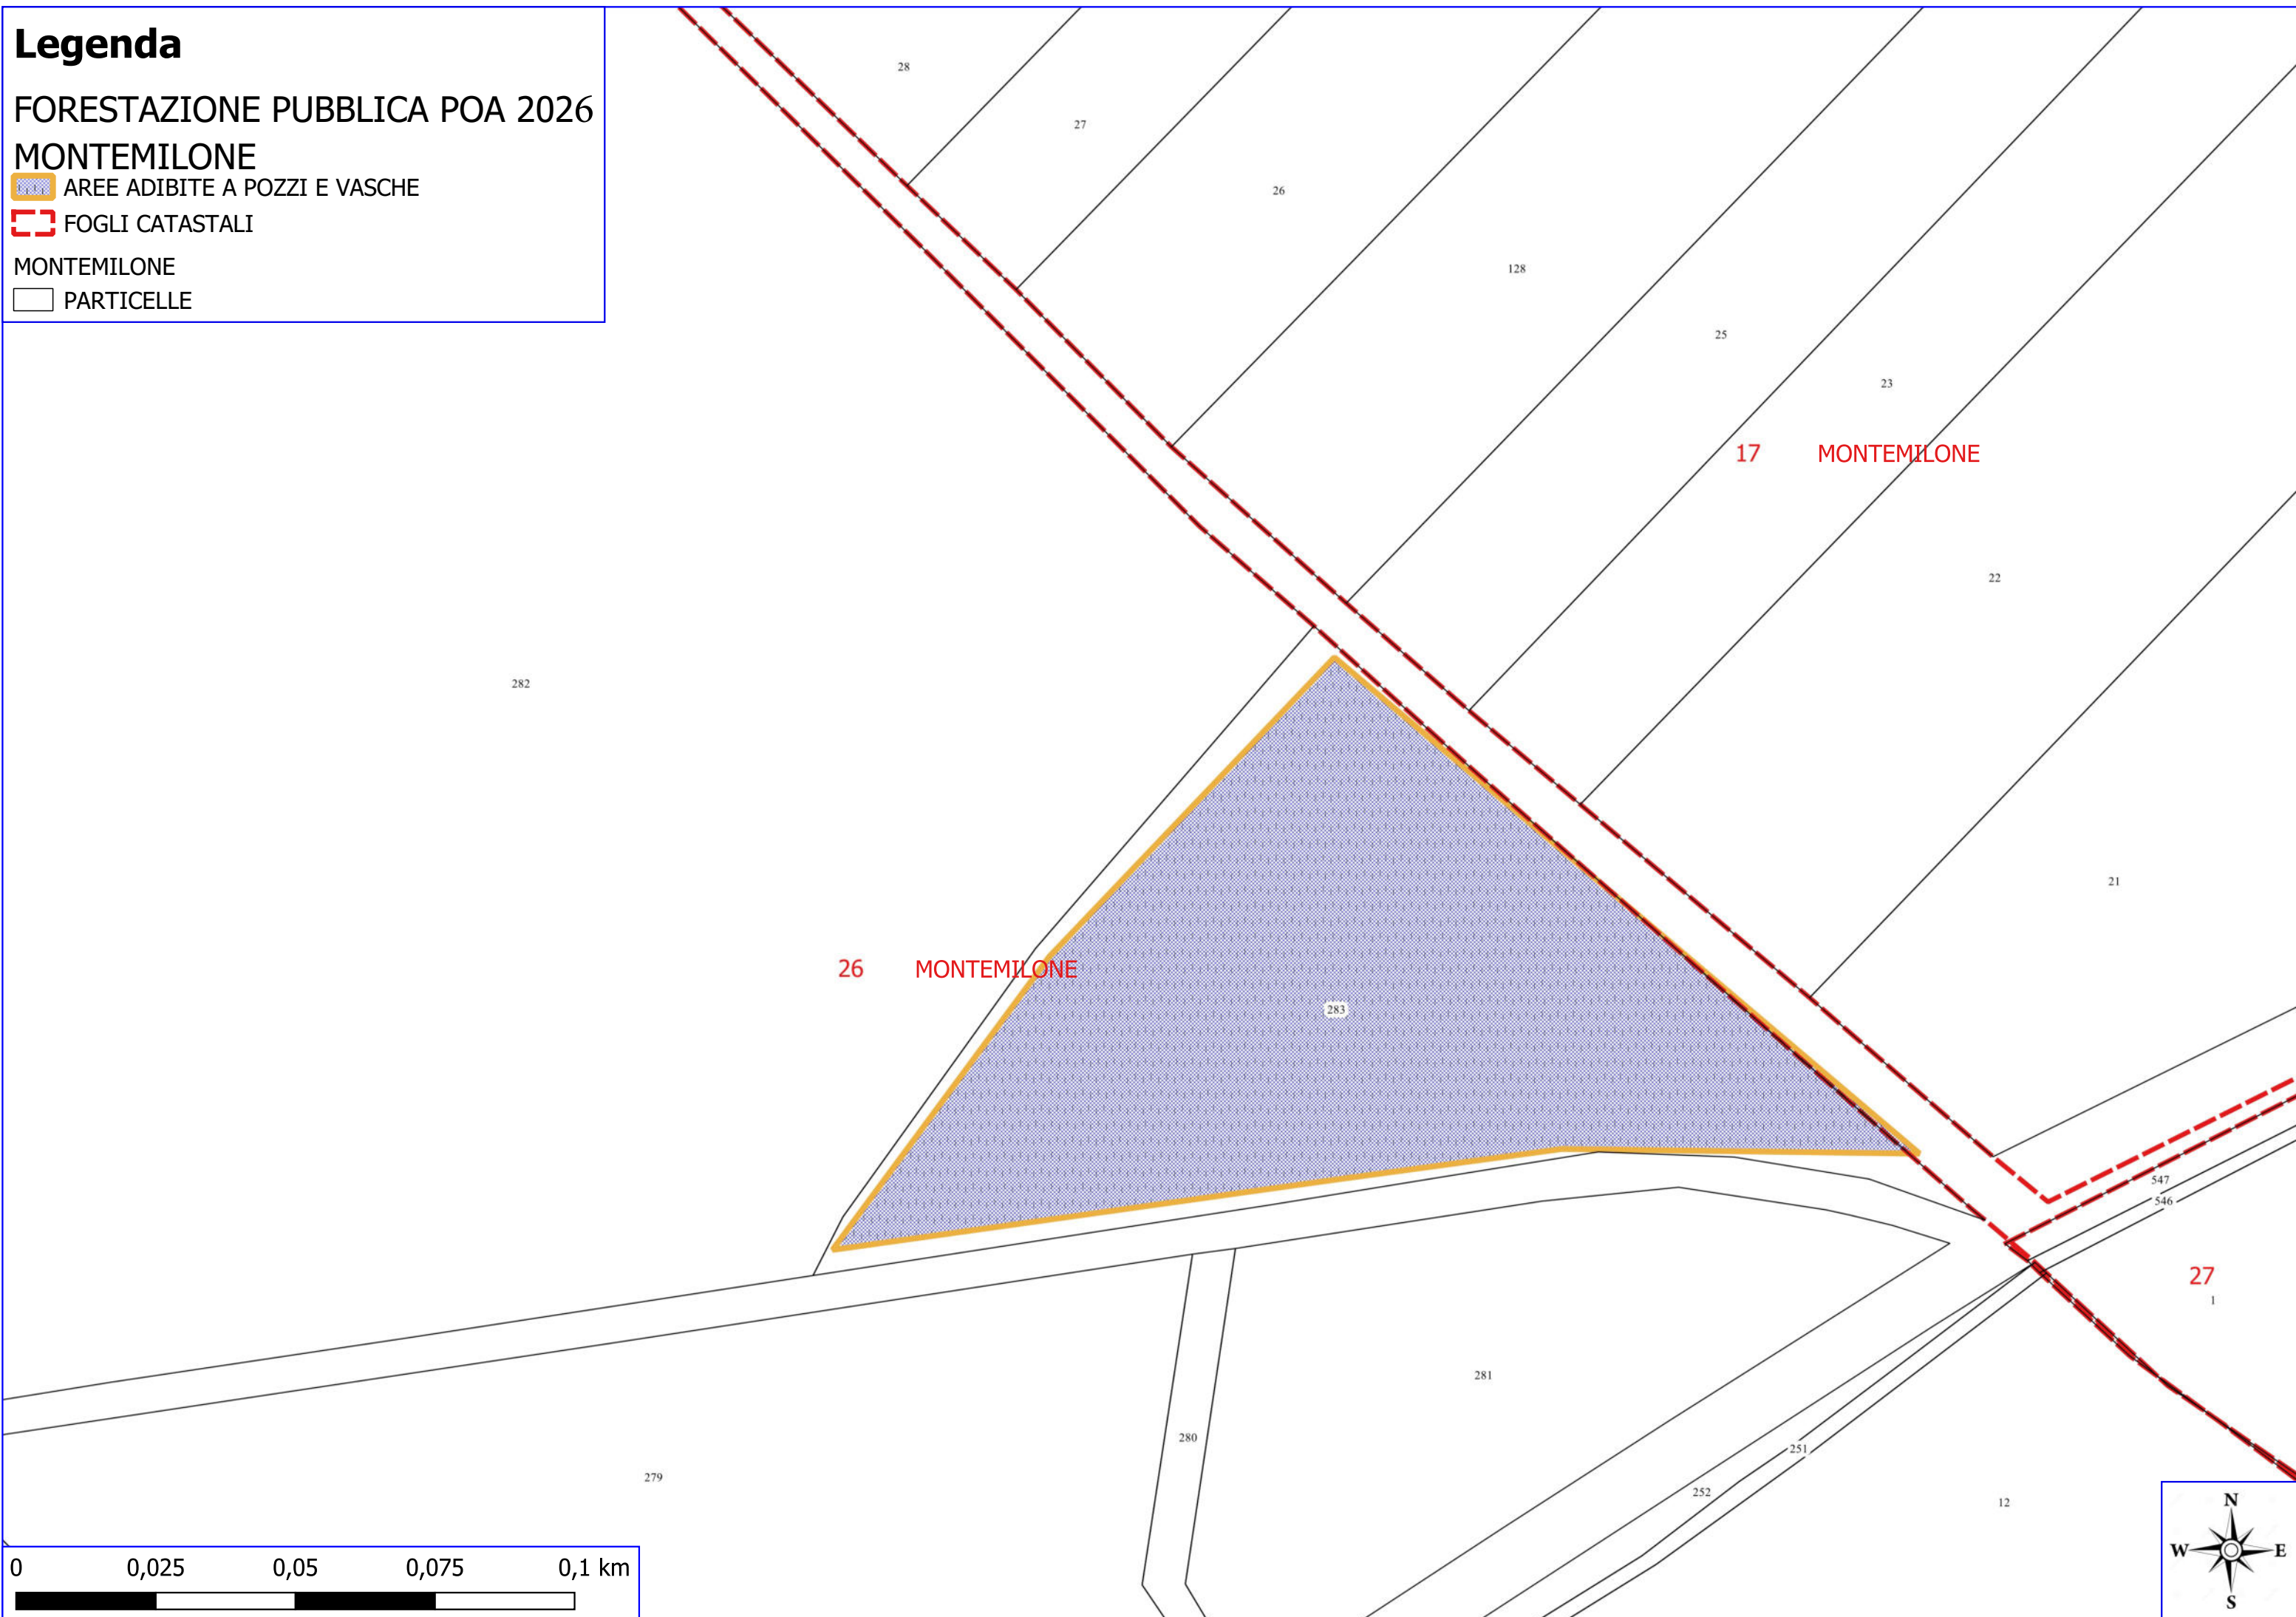 Legenda
FORESTAZIONE PUBBLICA POA 2026
MONTEMILONE
AREE ADIBITE A POZZI E VASCHE
FOGLI CATASTALI
MONTEMILONE
PARTICELLE
28
27
26
128
25
23
17 MONTEMILONE
22
282
21
26 MONTEMILONE
283
547
546
27
1
281
280
251
279
252
12
0 0,025 0,05 0,075 0,1 km
N
W E
S